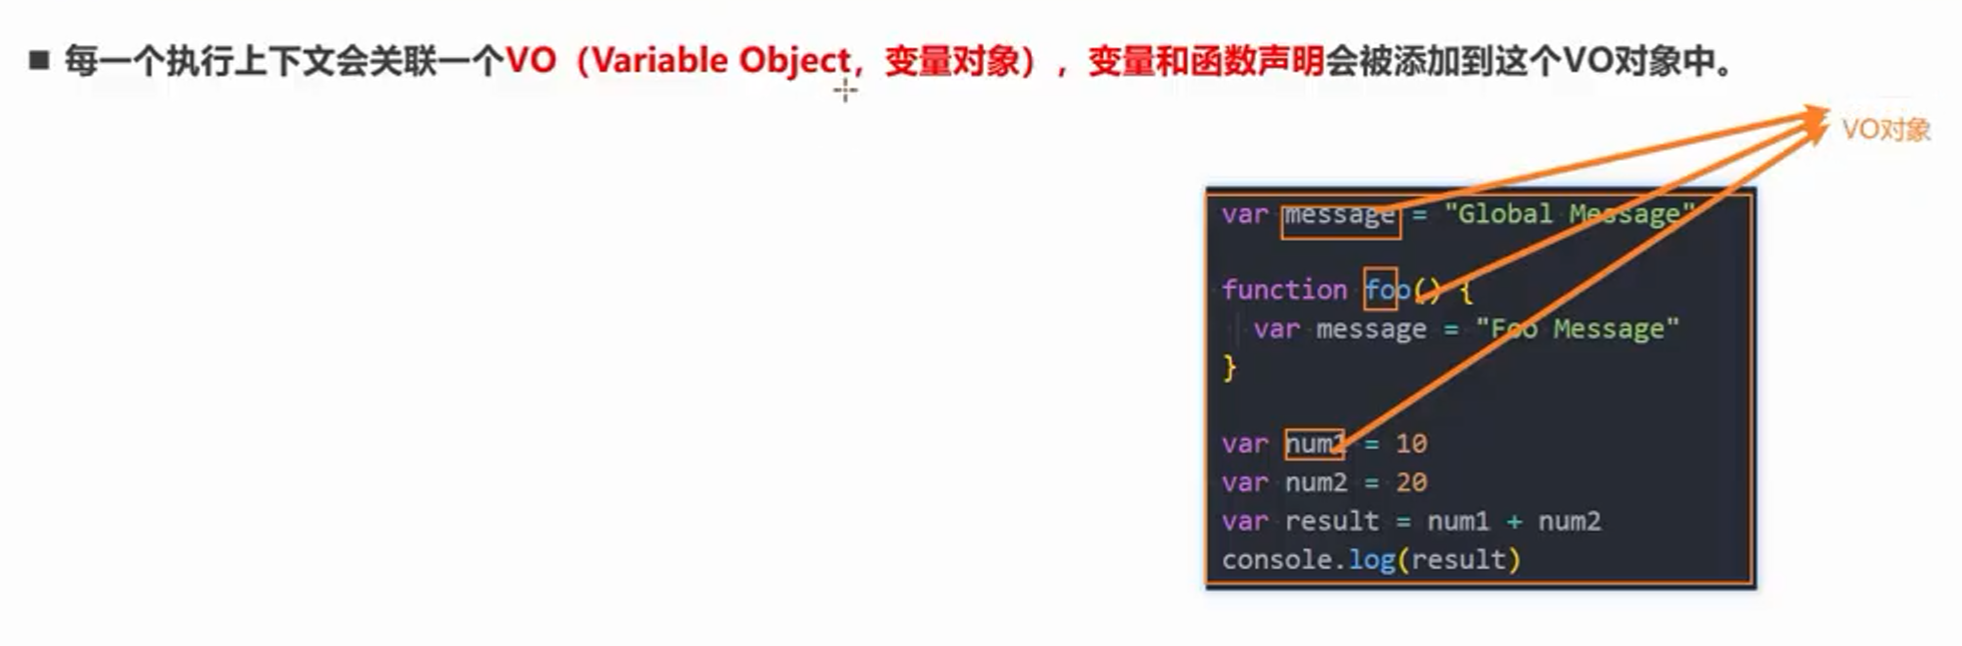 ■ 每一个执行上下文会关联一个VO（Variable Object，变量对象），变量和函数声明会被添加到这个VO对象中。
VO对象
var message = "Global Message"
function foo() {
var message = "Foo Message"
}
var num1 = 10
var num2 = 20
var result = num1 + num2
console.log(result)